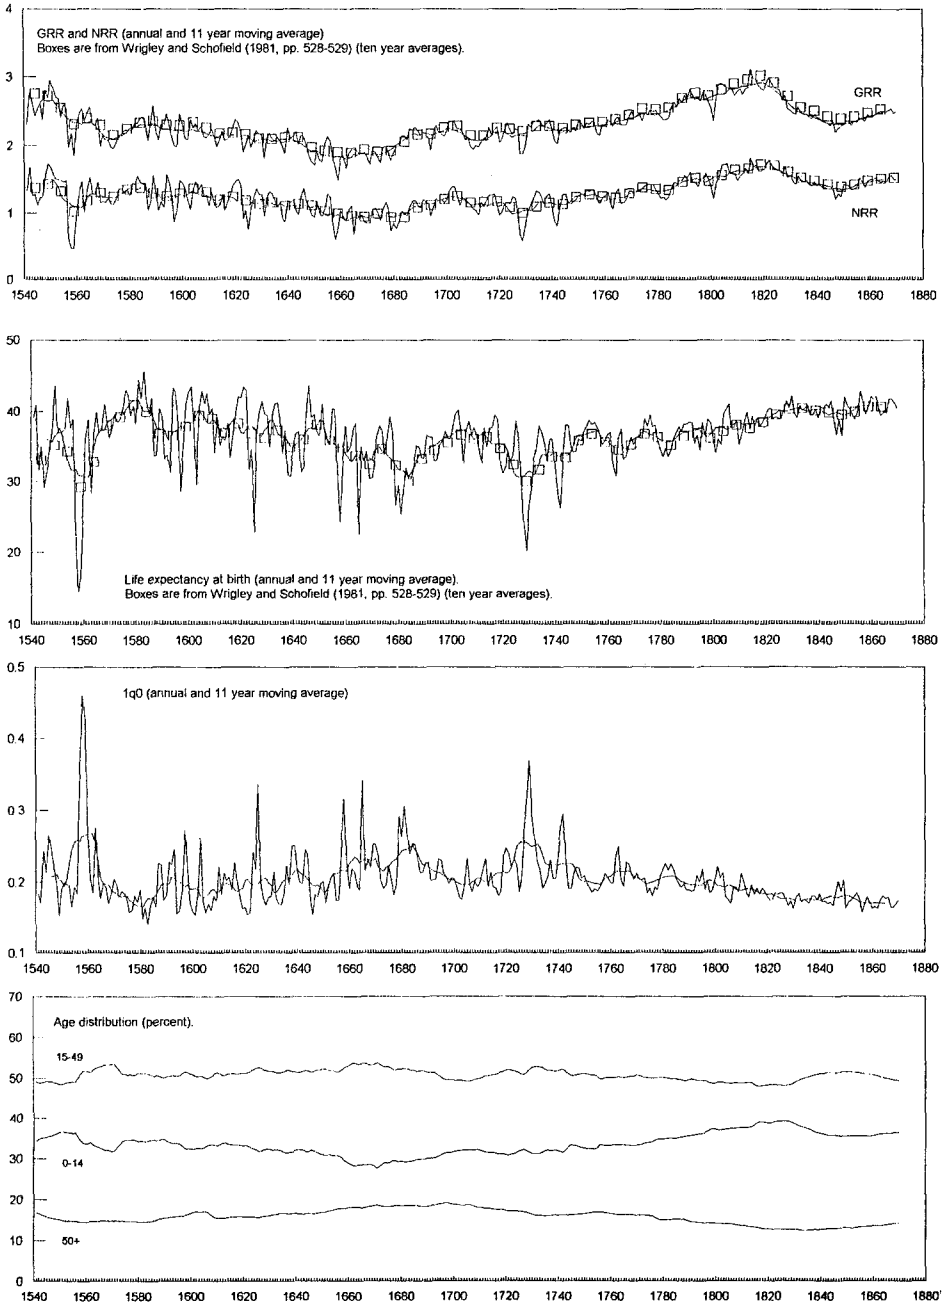 4
GRR and NRR (annual and 11 year moving average)
Boxes are from Wrigley and Schofield (1981, pp. 528-529) (ten year averages).
3
GRR
2
1
NRR
0
1540 1560 1580 1600 1620 1640 1660 1680 1700 1720 1740 1760 1780 1800 1820 1840 1860 1880
50
40
30
20
Life expectancy at birth (annual and 11 year moving average).
Boxes are from Wrigley and Schofield (1981, pp. 528-529) (ten year averages).
10
1540 1560 1580 1600 1620 1640 1660 1680 1700 1720 1740 1760 1780 1800 1820 1840 1860 1880
0.5
1q0 (annual and 11 year moving average)
0.4
0.3
0.2
0.1
1540 1560 1580 1600 1620 1640 1660 1680 1700 1720 1740 1760 1780 1800 1820 1840 1860 1880
70
Age distribution (percent).
60
15-49
50
40
30
0-14
20
10
50+
0
1540 1560 1580 1600 1620 1640 1660 1680 1700 1720 1740 1760 1780 1800 1820 1840 1860 1880